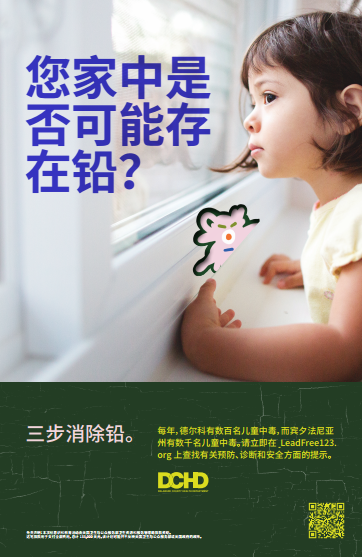 您家中是
否可能存
在铅？
三步消除铅。
每年，德尔科有数百名儿童中毒，而宾夕法尼亚
州有数千名儿童中毒。请立即在 LeadFree123.
org 上查找有关预防、诊断和安全方面的提示。
DCHD